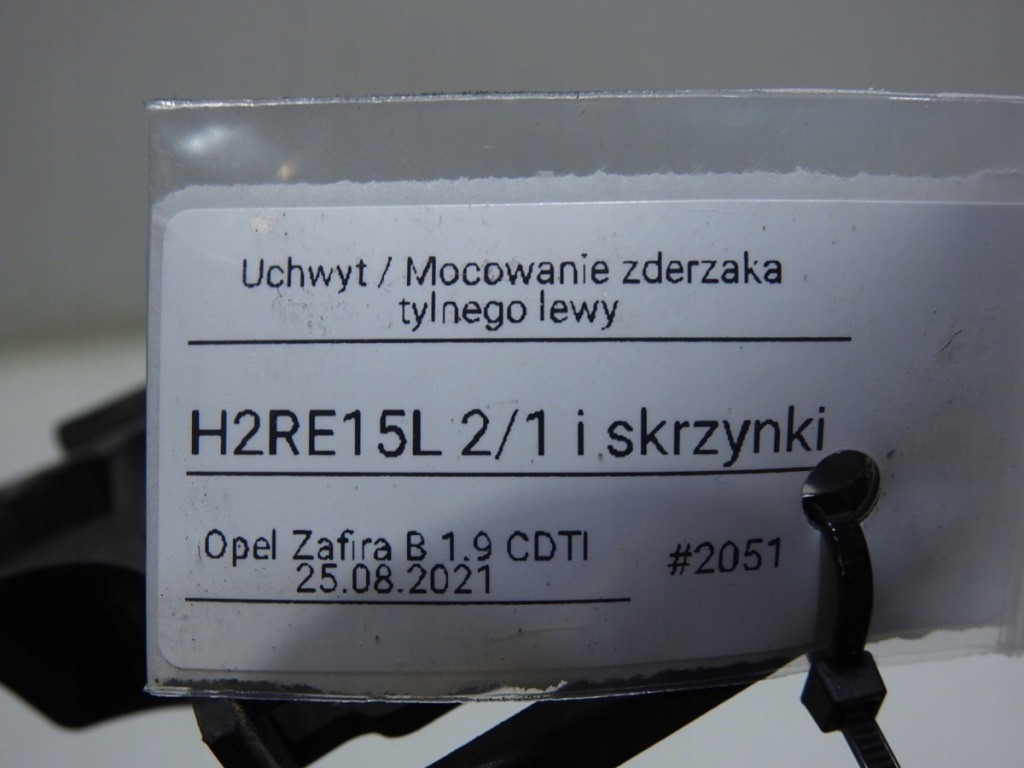 Uchwyt / Mocowanie zderzaka
tylnego lewy
H2RE15L 2/1 i skrzynki
Opel Zafira B 1.9 CDTI
25.08.2021
#2051